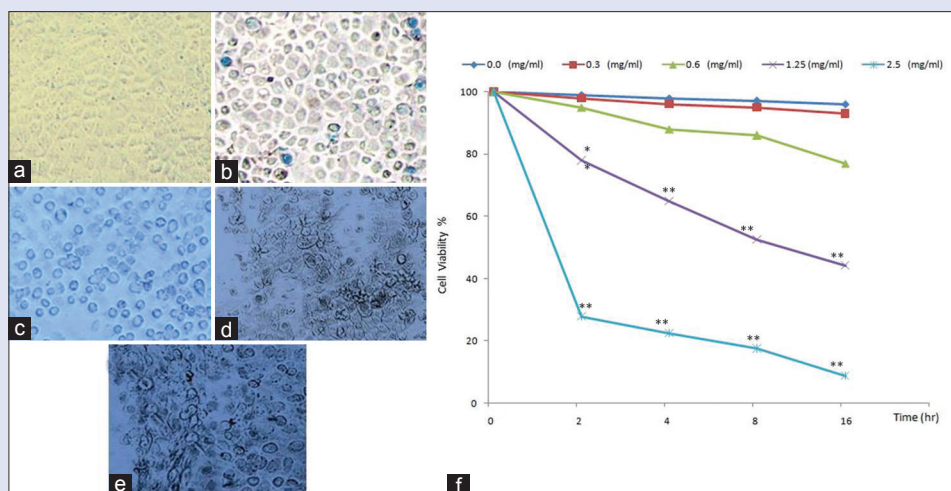 a
b
c
d
e
0.0 (mg/ml) 0.3 (mg/ml) 0.6 (mg/ml) 1.25 (mg/ml) 2.5 (mg/ml)
Cell Viability %
100
80
60
40
20
0
*
*
**
**
**
**
**
**
**
0 2 4 8 16 Time (hr)
f